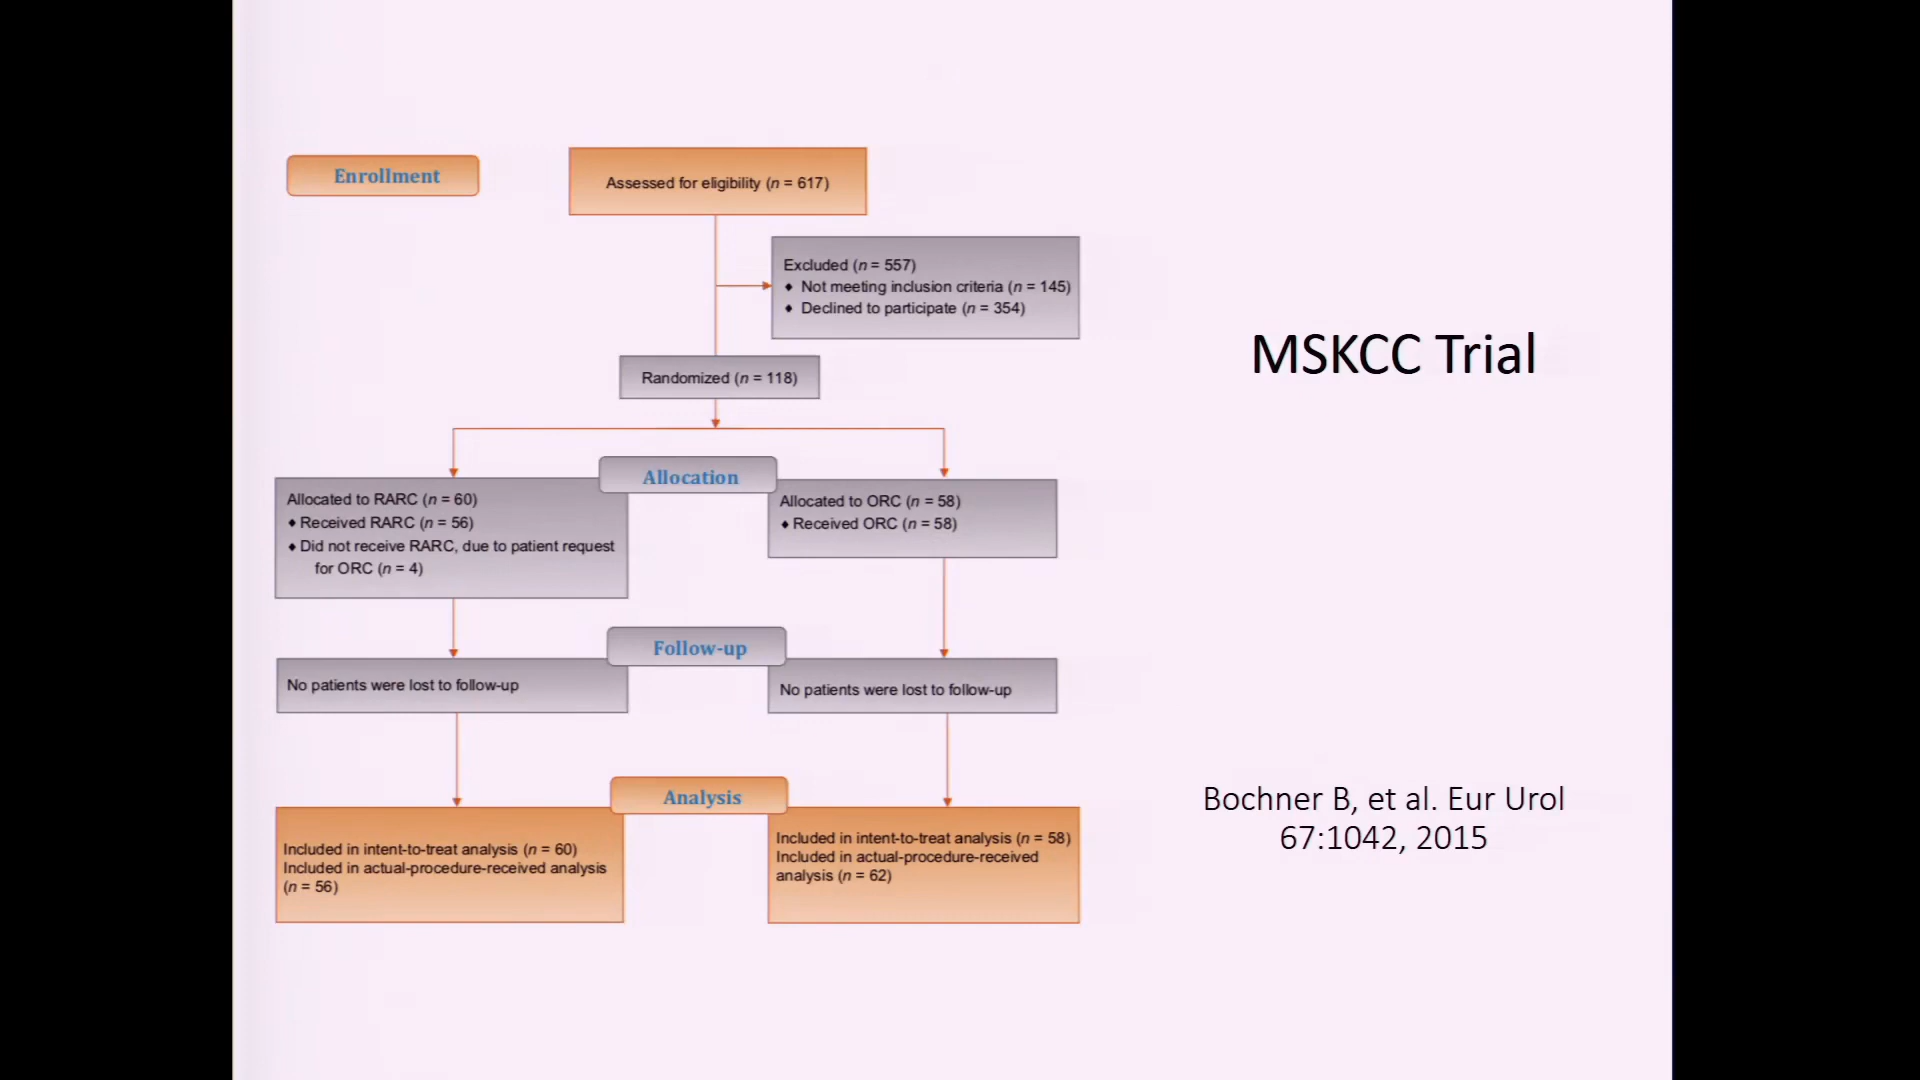 Enrollment
Assessed for eligibility (n = 617)
Excluded (n = 557)
♦ Not meeting inclusion criteria (n = 145)
♦ Declined to participate (n = 354)
MSKCC Trial
Randomized (n = 118)
Allocation
Allocated to RARC (n = 60)
♦ Received RARC (n = 56)
♦ Did not receive RARC, due to patient request
for ORC (n = 4)
Allocated to ORC (n = 58)
♦ Received ORC (n = 58)
Follow-up
No patients were lost to follow-up
No patients were lost to follow-up
Analysis
Included in intent-to-treat analysis (n = 60)
Included in actual-procedure-received analysis
(n = 56)
Included in intent-to-treat analysis (n = 58)
Included in actual-procedure-received
analysis (n = 62)
Bochner B, et al. Eur Urol
67:1042, 2015